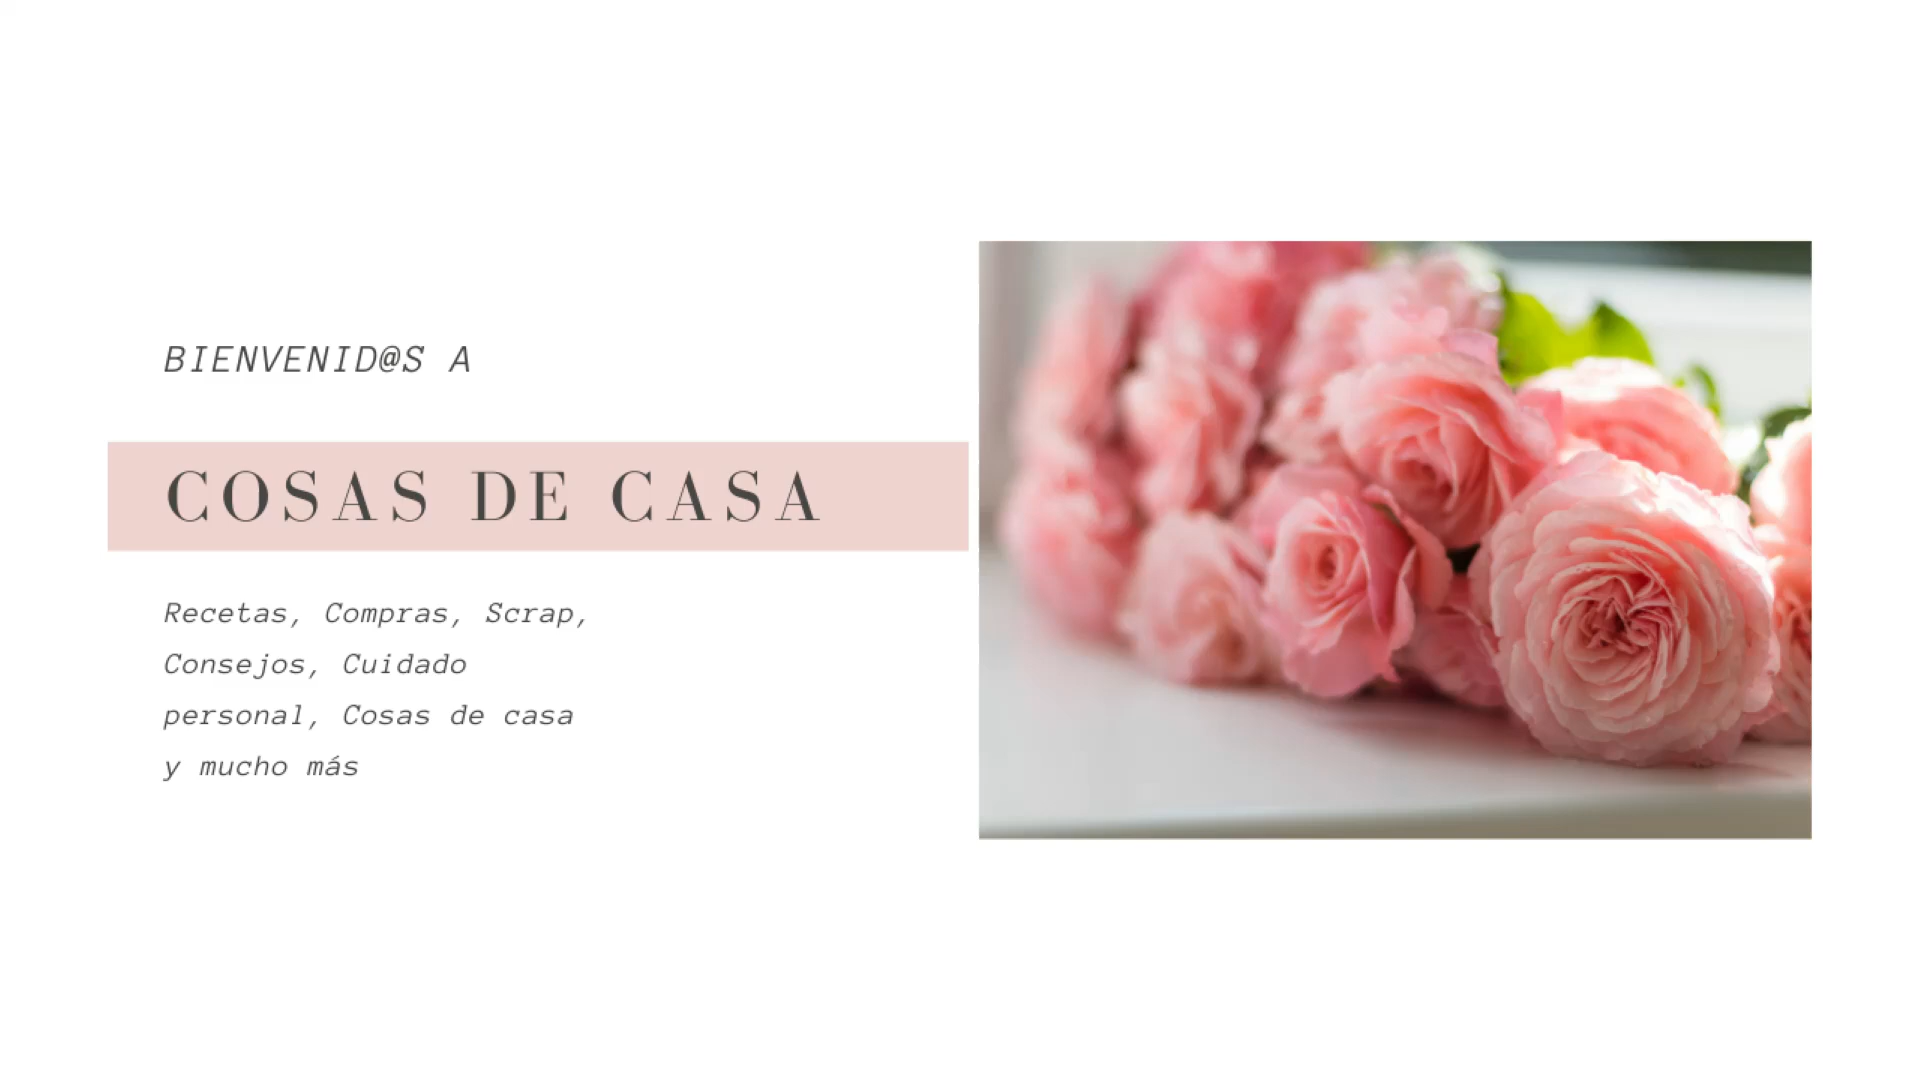 BIENVENID@S A
COSAS DE CASA
Recetas, Compras, Scrap,
Consejos, Cuidado
personal, Cosas de casa
y mucho más